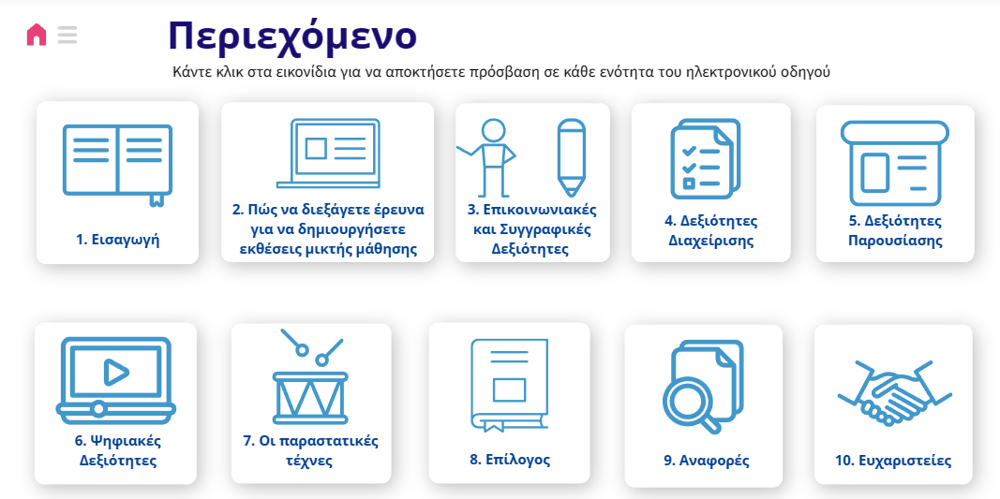 Περιεχόμενο
Κάντε κλικ στα εικονίδια για να αποκτήσετε πρόσβαση σε κάθε ενότητα του ηλεκτρονικού οδηγού
1. Εισαγωγή
2. Πώς να διεξάγετε έρευνα
για να δημιουργήσετε
εκθέσεις μικτής μάθησης
3. Επικοινωνιακές
και Συγγραφικές
Δεξιότητες
4. Δεξιότητες
Διαχείρισης
5. Δεξιότητες
Παρουσίασης
6. Ψηφιακές
Δεξιότητες
7. Οι παραστατικές
τέχνες
8. Επίλογος
9. Αναφορές
10. Ευχαριστείες